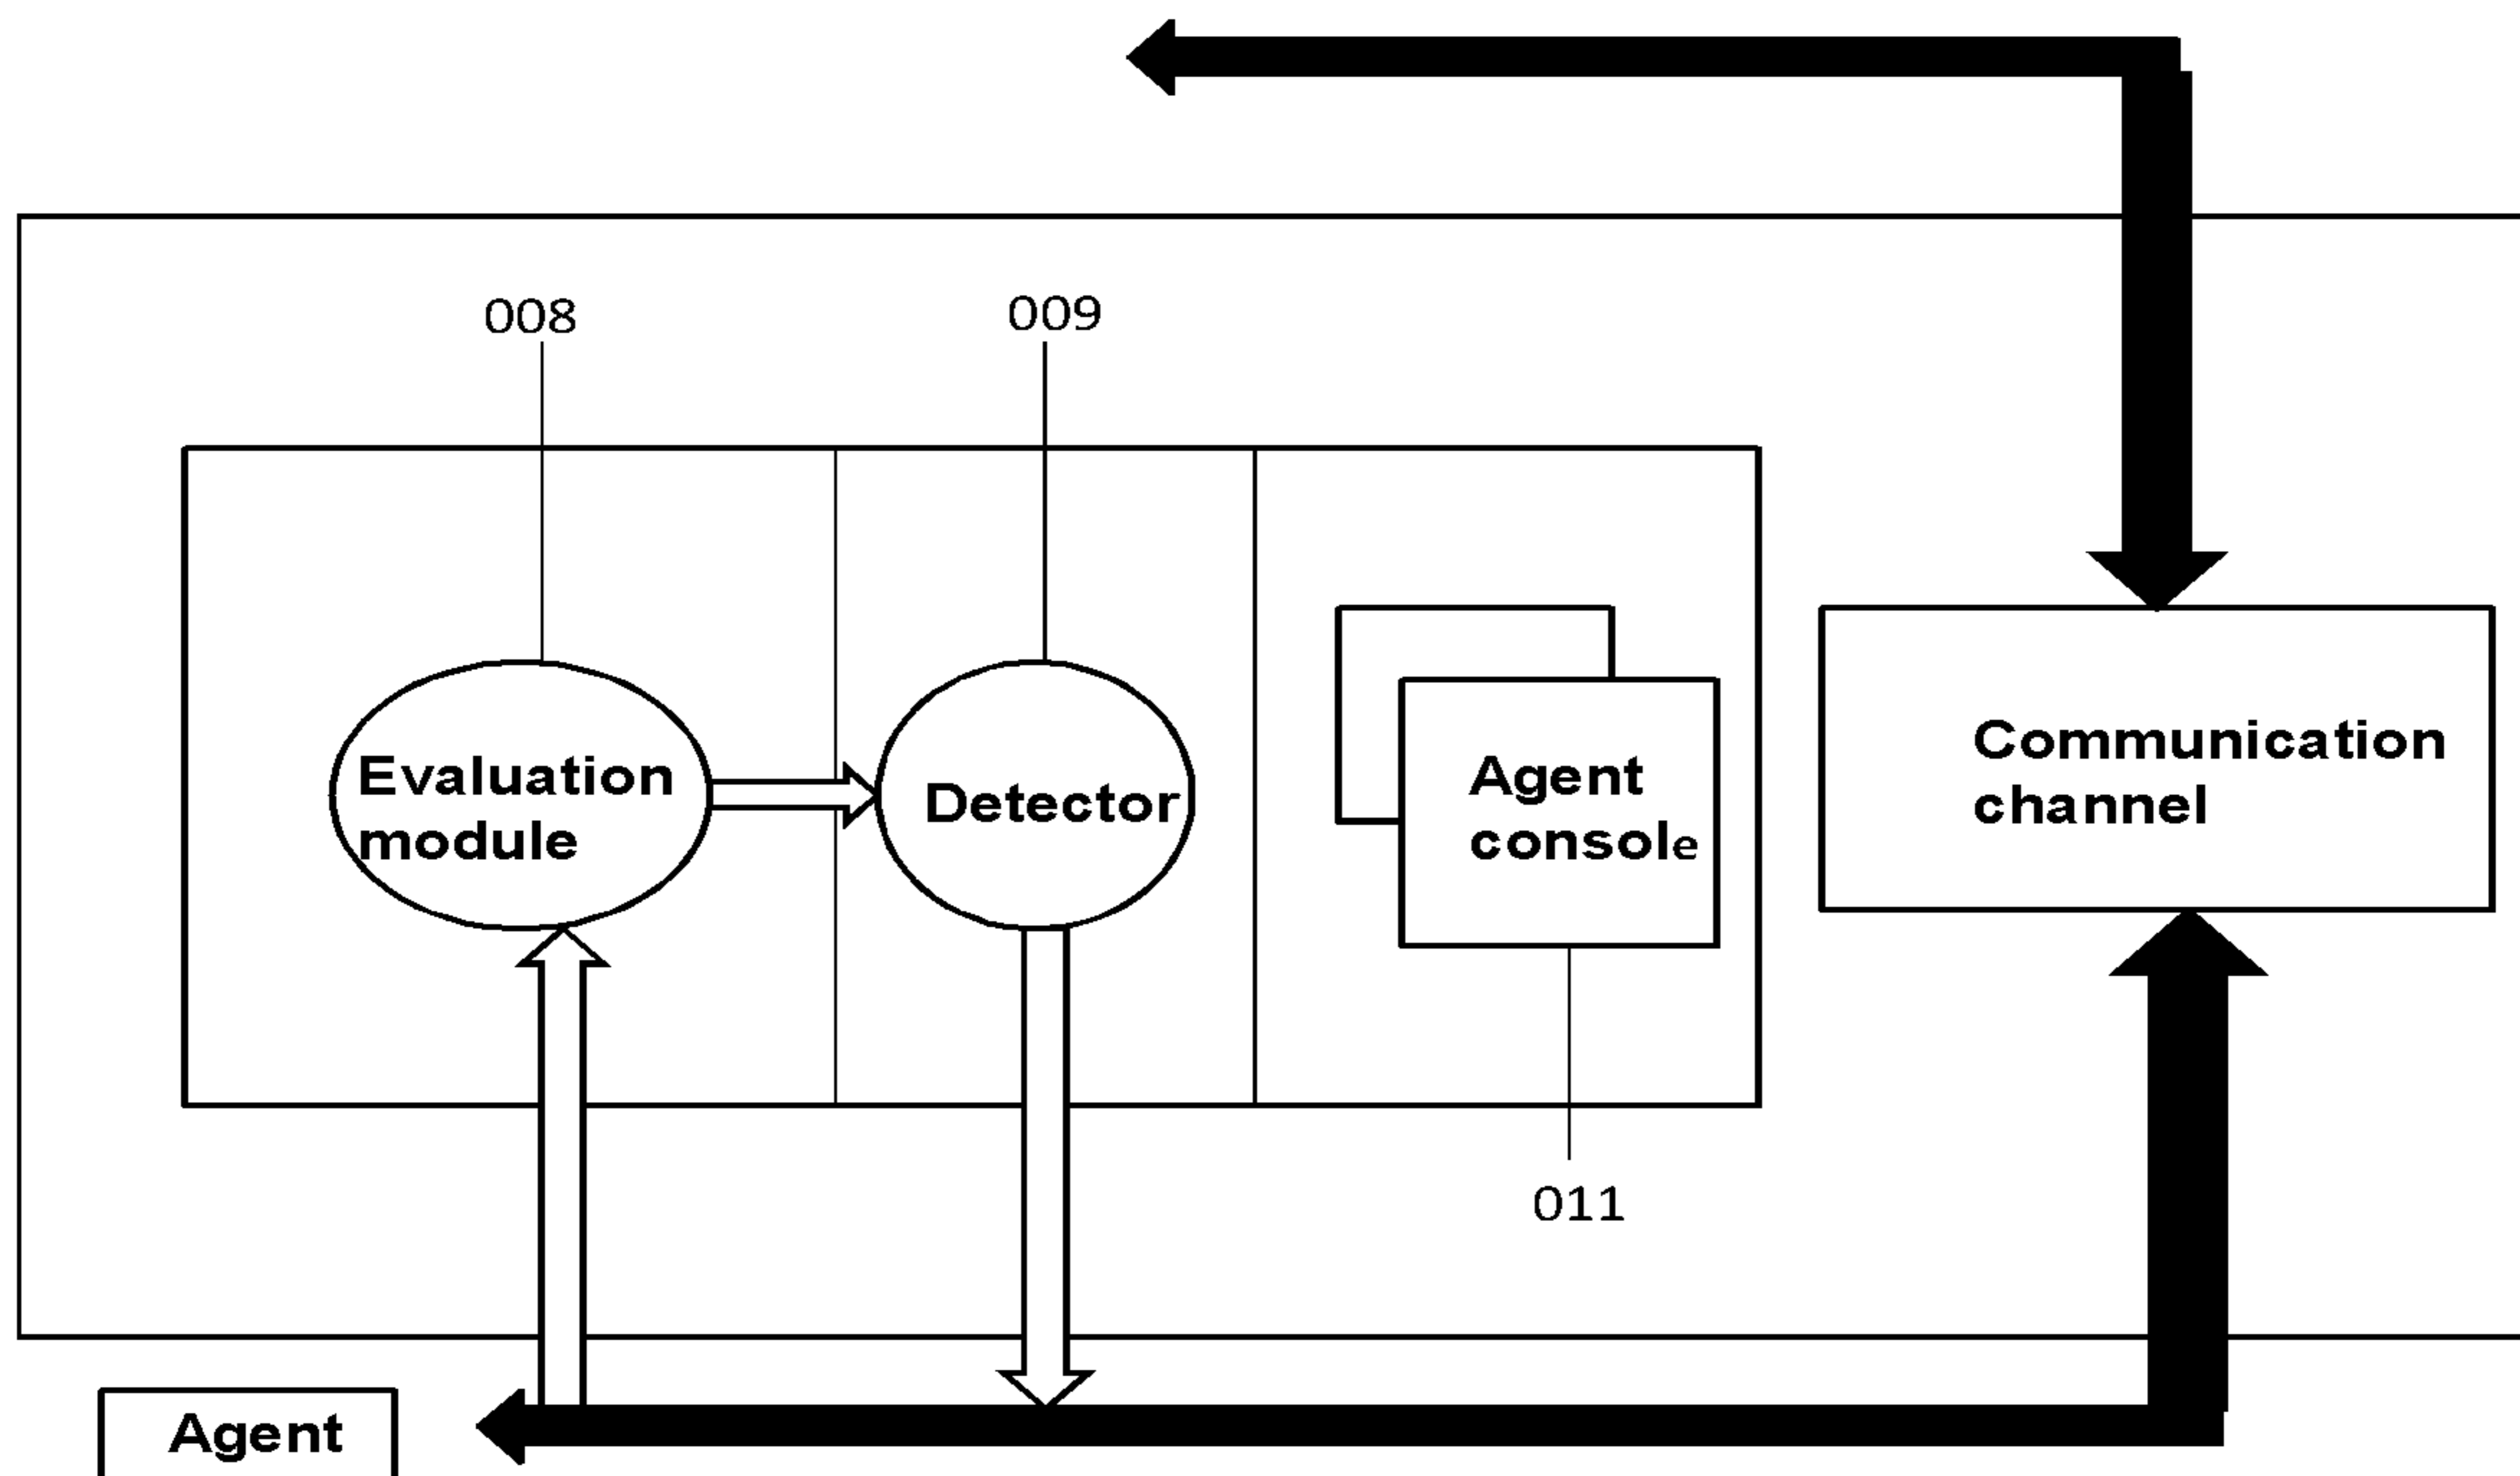 008
009
Evaluation
module
Detector
Agent
console
Communication
channel
011
Agent